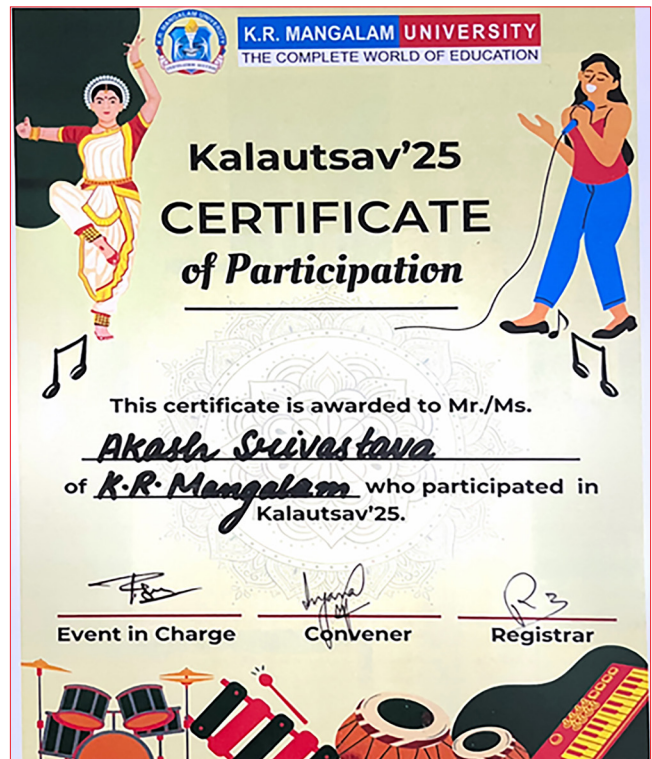 K.R. MANGALAM UNIVERSITY
THE COMPLETE WORLD OF EDUCATION
Kalautsav’25
CERTIFICATE
of Participation
This certificate is awarded to Mr./Ms.
Akash Srivastava
of K.R. Mangalam who participated in
Kalautsav’25.
Event in Charge Convener Registrar